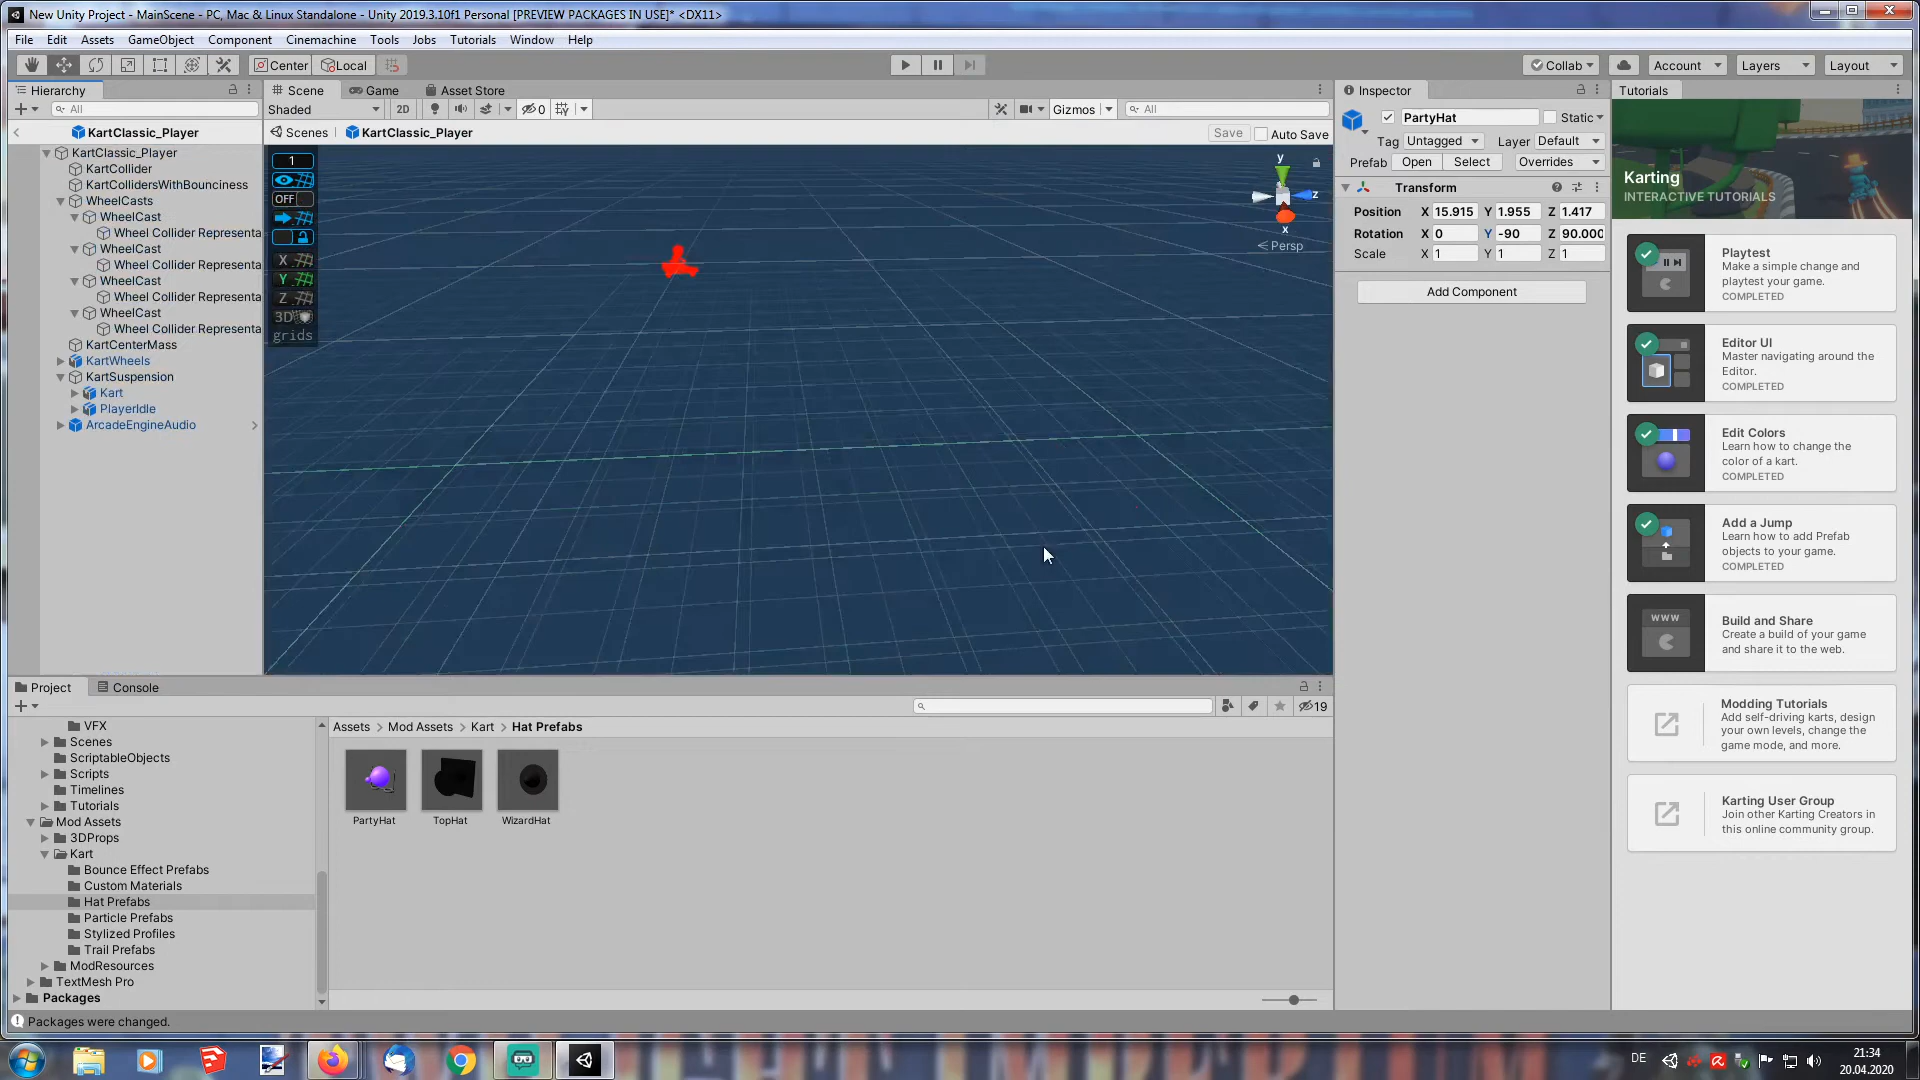 New Unity Project - MainScene - PC, Mac & Linux Standalone - Unity 2019.3.10f1 Personal [PREVIEW PACKAGES IN USE]* <DX11>
File Edit Assets GameObject Component Cinemachine Tools Jobs Tutorials Window Help
Center Local Collab Account Layers Layout
Hierarchy Scene Game Asset Store Inspector Tutorials
All Shaded 2D 0 Gizmos All
KartClassic_Player
Scenes KartClassic_Player Save Auto Save
KartClassic_Player
KartCollider
KartCollidersWithBounciness
WheelCasts
WheelCast
Wheel Collider Representa
WheelCast
Wheel Collider Representa
WheelCast
Wheel Collider Representa
WheelCast
Wheel Collider Representa
KartCenterMass
KartWheels
KartSuspension
Kart
PlayerIdle
ArcadeEngineAudio
1
OFF
X
Y
Z
3D
grids
y
z
x
Persp
PartyHat Static
Tag Untagged Layer Default
Prefab Open Select Overrides
Transform
Position X 15.915 Y 1.955 Z 1.417
Rotation X 0 Y -90 Z 90.000
Scale X 1 Y 1 Z 1
Add Component
Karting
INTERACTIVE TUTORIALS
Playtest
Make a simple change and
playtest your game.
COMPLETED
Editor UI
Master navigating around the
Editor.
COMPLETED
Edit Colors
Learn how to change the
color of a kart.
COMPLETED
Add a Jump
Learn how to add Prefab
objects to your game.
COMPLETED
WWW
Build and Share
Create a build of your game
and share it to the web.
Modding Tutorials
Add self-driving karts, design
your own levels, change the
game mode, and more.
Karting User Group
Join other Karting Creators in
this online community group.
Project Console
19
VFX
Scenes
ScriptableObjects
Scripts
Timelines
Tutorials
Mod Assets
3DProps
Kart
Bounce Effect Prefabs
Custom Materials
Hat Prefabs
Particle Prefabs
Stylized Profiles
Trail Prefabs
ModResources
TextMesh Pro
Packages
Assets > Mod Assets > Kart > Hat Prefabs
PartyHat TopHat WizardHat
Packages were changed.
DE
21:34
20.04.2020